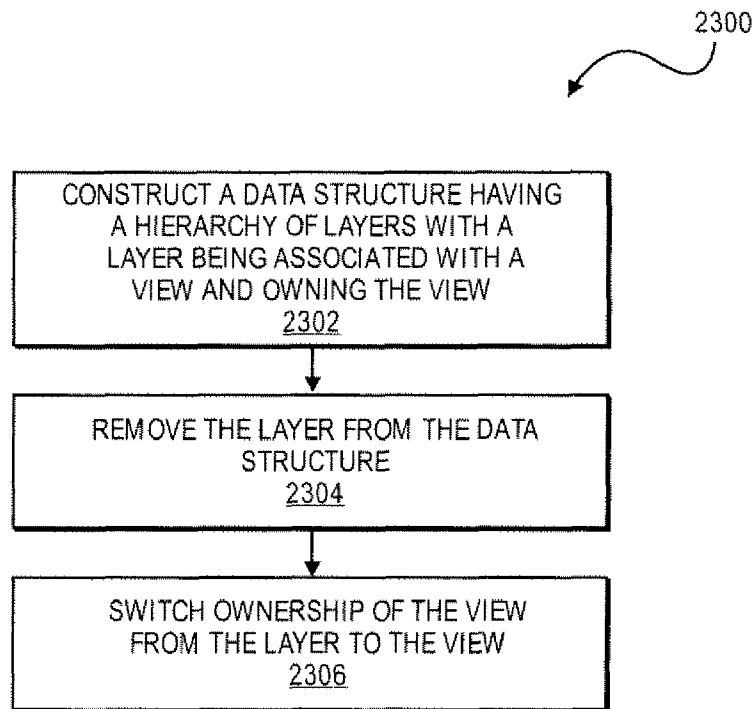 2300
CONSTRUCT A DATA STRUCTURE HAVING
A HIERARCHY OF LAYERS WITH A
LAYER BEING ASSOCIATED WITH A
VIEW AND OWNING THE VIEW
2302
REMOVE THE LAYER FROM THE DATA
STRUCTURE
2304
SWITCH OWNERSHIP OF THE VIEW
FROM THE LAYER TO THE VIEW
2306